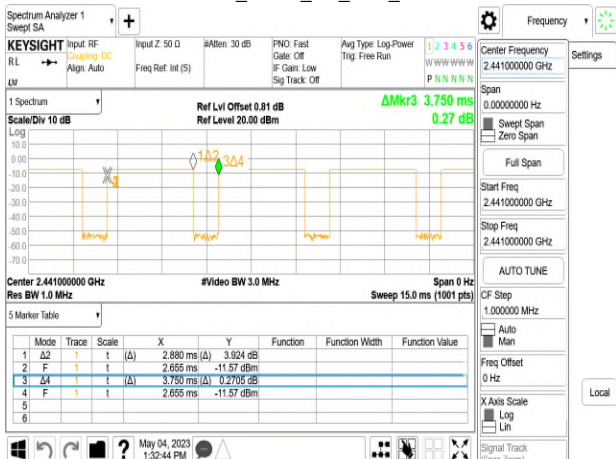 Spectrum Analyzer 1
Swept SA
Frequency
Settings
KEYSIGHT
RL
Input: RF
Coupling: DC
Align: Auto
Input Z: 50 Ω
Freq Ref: Int (S)
#Atten: 30 dB
PNO: Fast
Gate: Off
IF Gain: Low
Sig Track: Off
Avg Type: Log-Power
Trig: Free Run
1 2 3 4 5 6
W W W W W W
P N N N N N
Center Frequency
2.441000000 GHz
Span
0.00000000 Hz
Swept Span
Zero Span
Full Span
Start Freq
2.441000000 GHz
Stop Freq
2.441000000 GHz
AUTO TUNE
CF Step
1.000000 MHz
Auto
Man
Freq Offset
0 Hz
X Axis Scale
Log
Lin
Signal Track
Local
1 Spectrum
Scale/Div 10 dB
Ref Lvl Offset 0.81 dB
Ref Level 20.00 dBm
ΔMkr3 3.750 ms
0.27 dB
Log
10.0
0.00
-10.0
-20.0
-30.0
-40.0
-50.0
-60.0
-70.0
1Δ2
3Δ4
Center 2.441000000 GHz
Res BW 1.0 MHz
#Video BW 3.0 MHz
Span 0 Hz
Sweep 15.0 ms (1001 pts)
5 Marker Table
Mode Trace Scale X Y Function Function Width Function Value
1 Δ2 1 t (Δ) 2.880 ms (Δ) 3.924 dB
2 F 1 t 2.655 ms -11.57 dBm
3 Δ4 1 t (Δ) 3.750 ms (Δ) 0.2705 dB
4 F 1 t 2.655 ms -11.57 dBm
5
6
May 04, 2023
1:32:44 PM